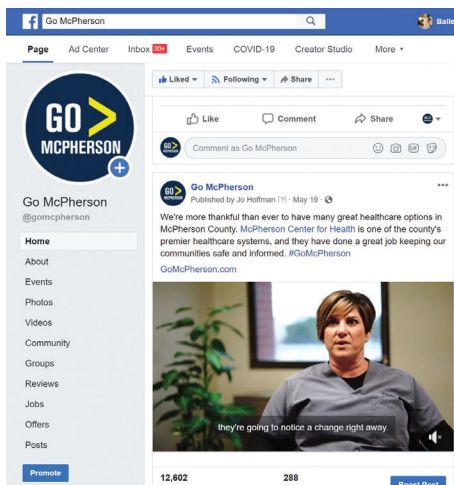 Go McPherson
Baile
Page Ad Center Inbox 20+ Events COVID-19 Creator Studio More
GO >
MCPHERSON
Liked Following Share ...
Like Comment Share
Comment as Go McPherson
GIF
Go McPherson
@gomcpherson
Home
About
Events
Photos
Videos
Community
Groups
Reviews
Jobs
Offers
Posts
Promote
GO >
MCPHERSON
Go McPherson
Published by Jo Hoffman [?] · May 19 ·
We're more thankful than ever to have many great healthcare options in
McPherson County. McPherson Center for Health is one of the county's
premier healthcare systems, and they have done a great job keeping our
communities safe and informed. #GoMcPherson
GoMcPherson.com
they're going to notice a change right away.
12,602 288
Boost Post